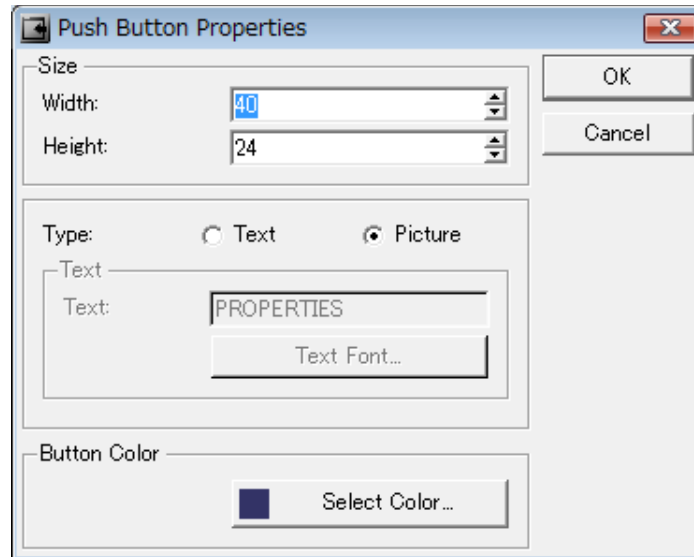 Push Button Properties
Size
OK
Width:
40
Cancel
Height:
24
Type:
Text
Picture
Text
Text:
PROPERTIES
Text Font...
Button Color
Select Color...